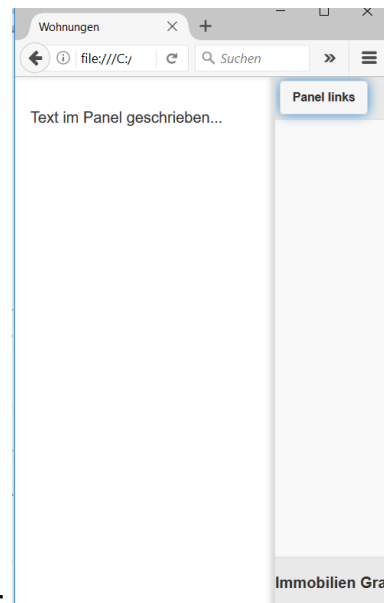 Wohnungen
file:///C:/
Suchen
Panel links
Text im Panel geschrieben...
Immobilien Gra